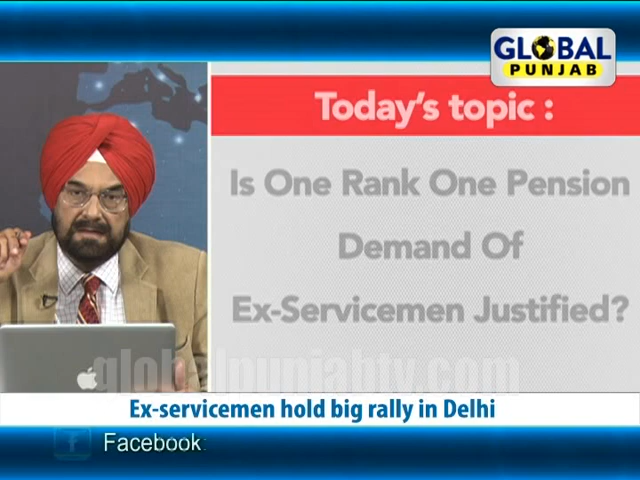 GLOBAL
PUNJAB
Today's topic :
Is One Rank One Pension
Demand Of
Ex-Servicemen Justified?
globalpunjabtv.com
Ex-servicemen hold big rally in Delhi
f Facebook: